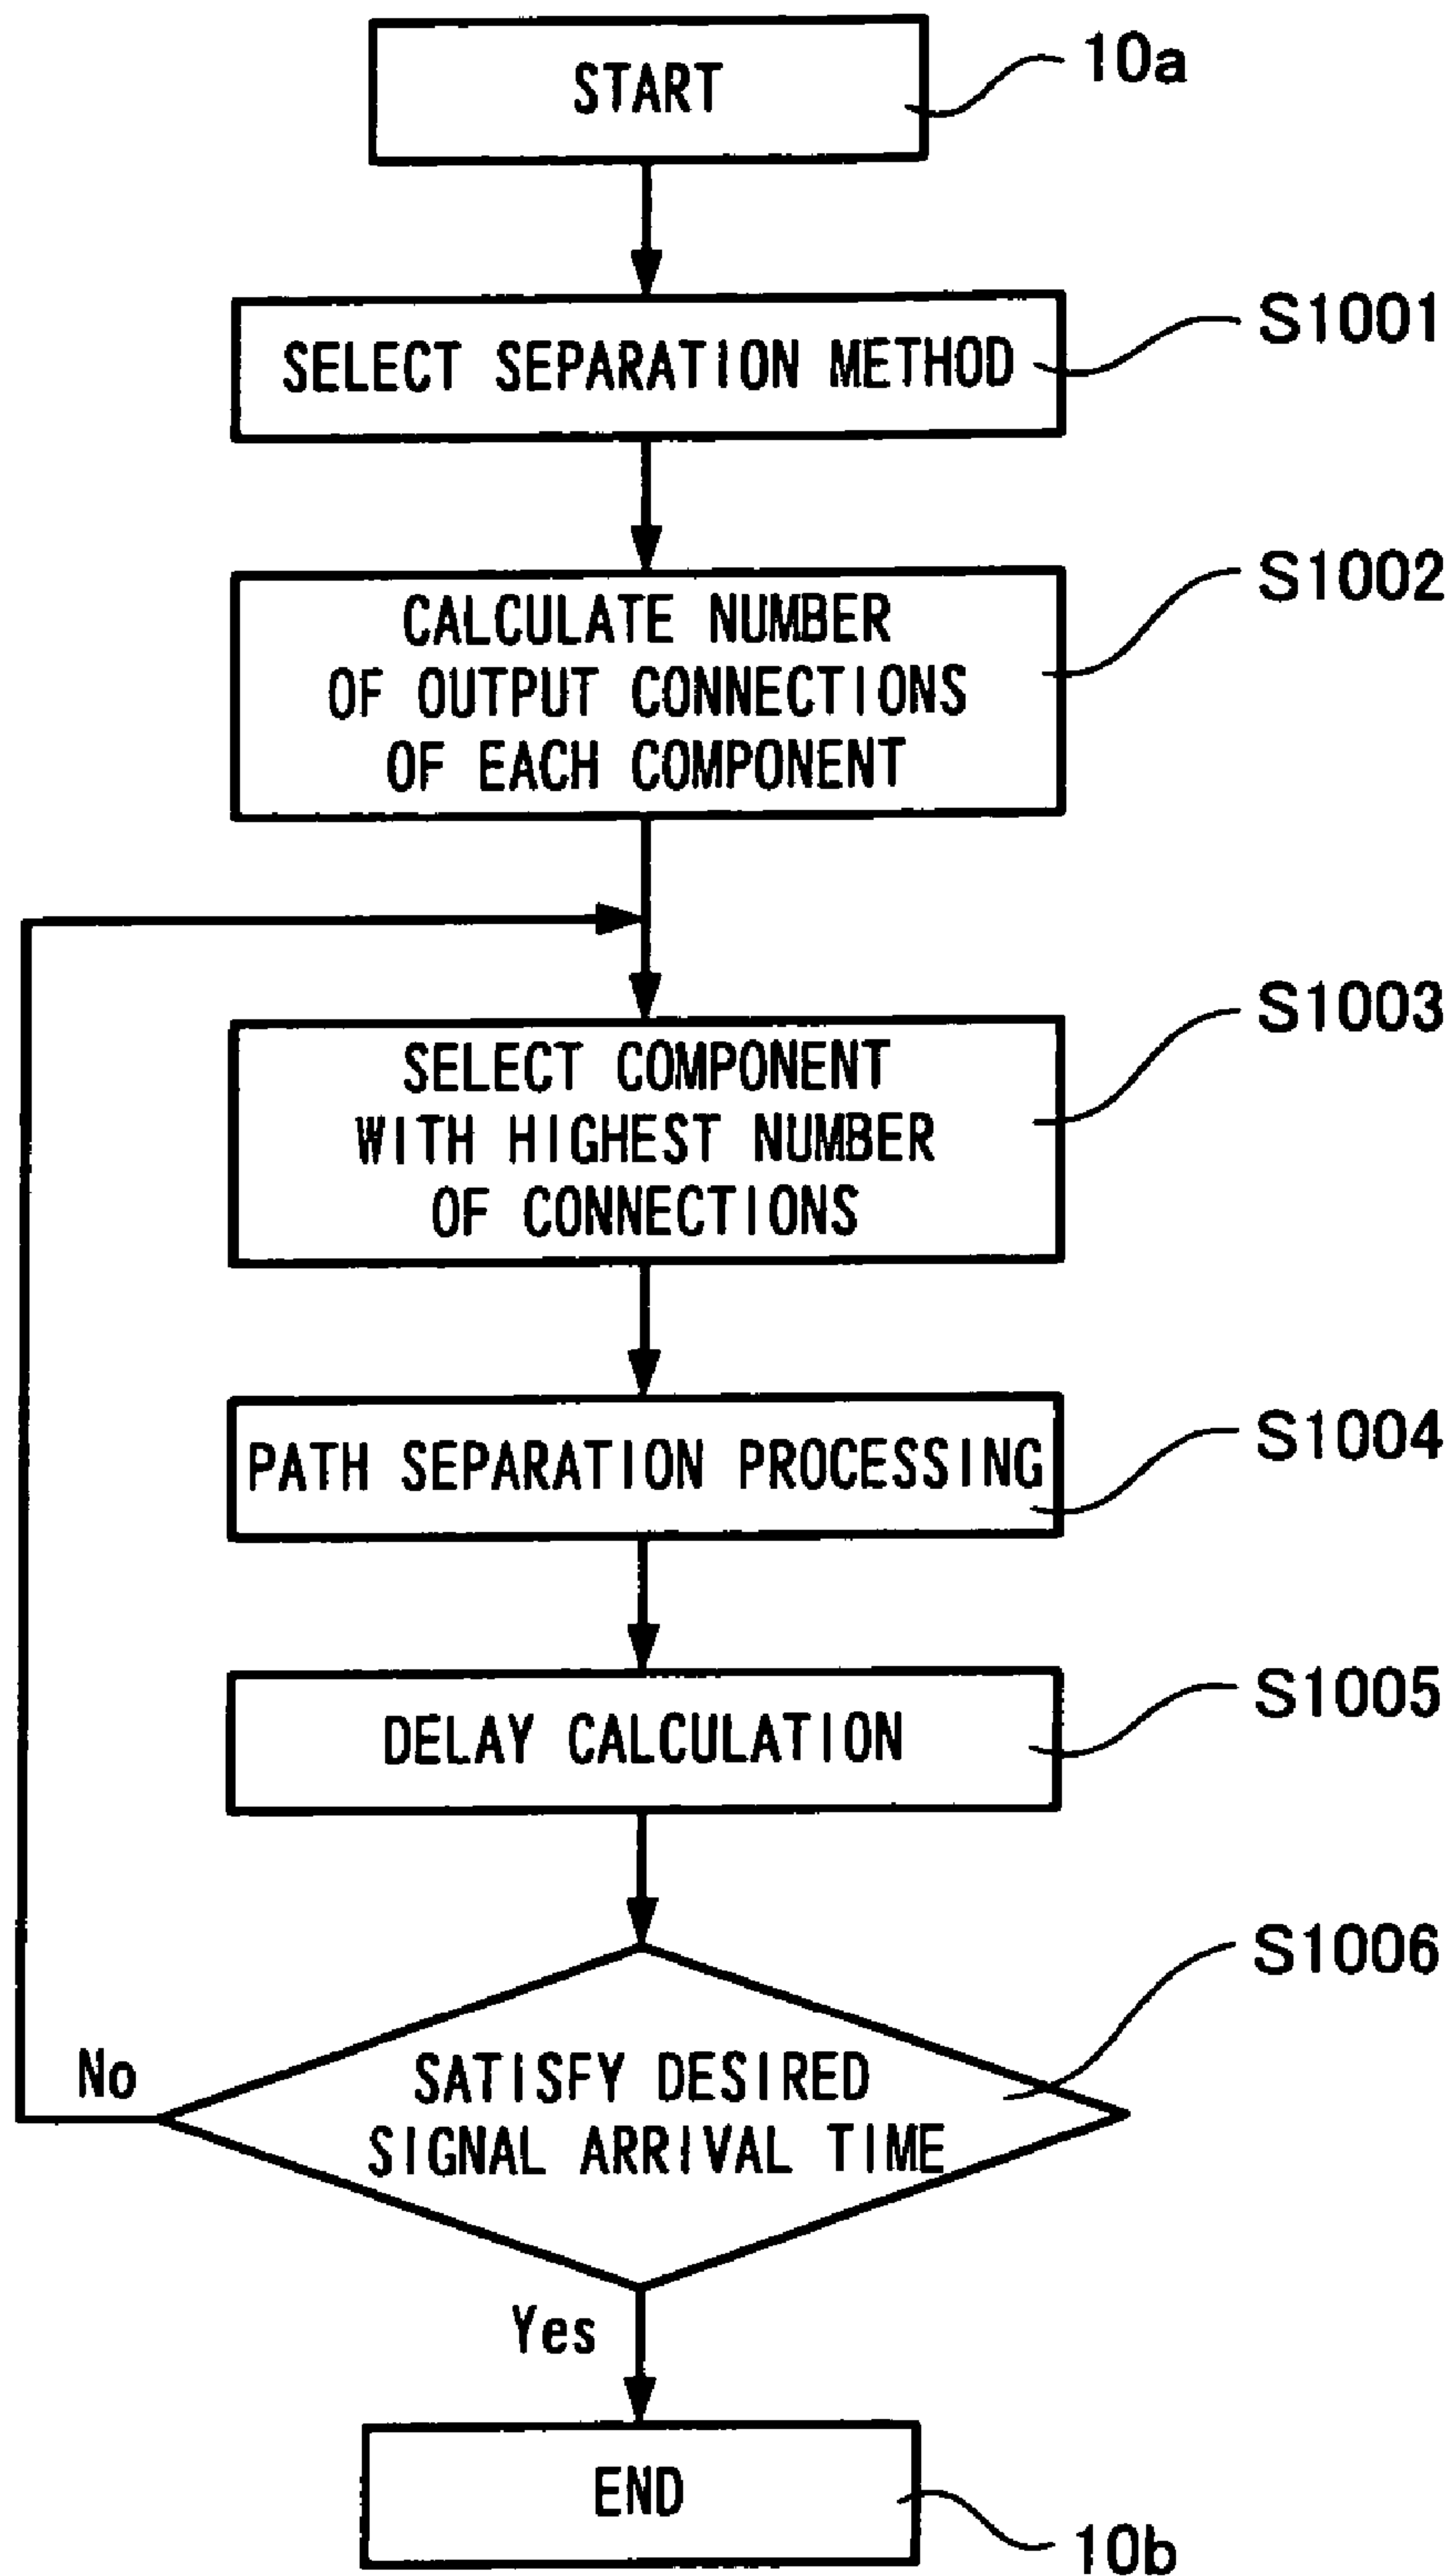 START
10a
SELECT SEPARATION METHOD
S1001
CALCULATE NUMBER
OF OUTPUT CONNECTIONS
OF EACH COMPONENT
S1002
SELECT COMPONENT
WITH HIGHEST NUMBER
OF CONNECTIONS
S1003
PATH SEPARATION PROCESSING
S1004
DELAY CALCULATION
S1005
SATISFY DESIRED
SIGNAL ARRIVAL TIME
S1006
No
Yes
END
10b